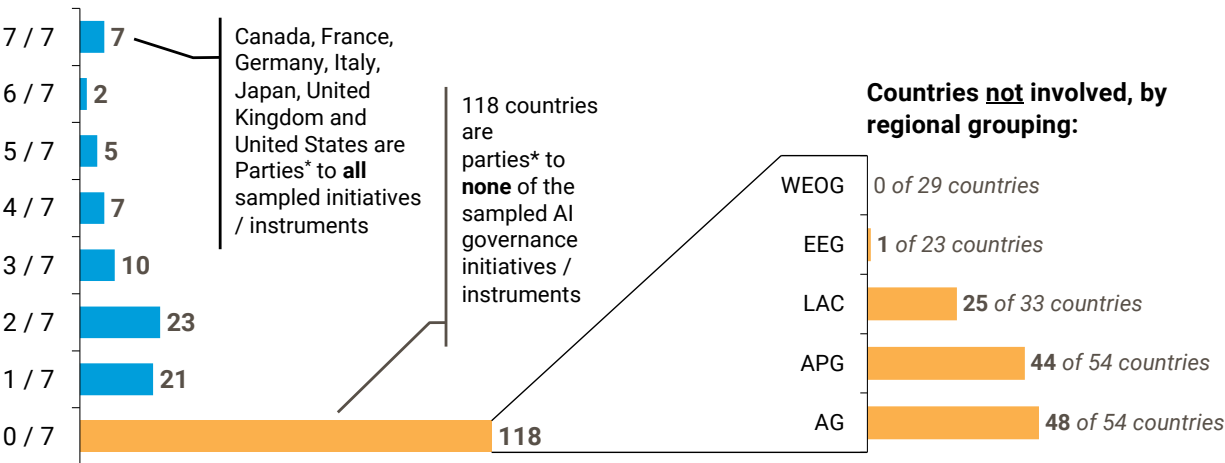 7 / 7
7
Canada, France,
Germany, Italy,
Japan, United
Kingdom and
United States are
Parties* to all
sampled initiatives
/ instruments
6 / 7
2
5 / 7
5
4 / 7
7
3 / 7
10
2 / 7
23
1 / 7
21
0 / 7
118
118 countries
are
parties* to
none of the
sampled AI
governance
initiatives /
instruments
Countries not involved, by
regional grouping:
WEOG
0 of 29 countries
EEG
1 of 23 countries
LAC
25 of 33 countries
APG
44 of 54 countries
AG
48 of 54 countries